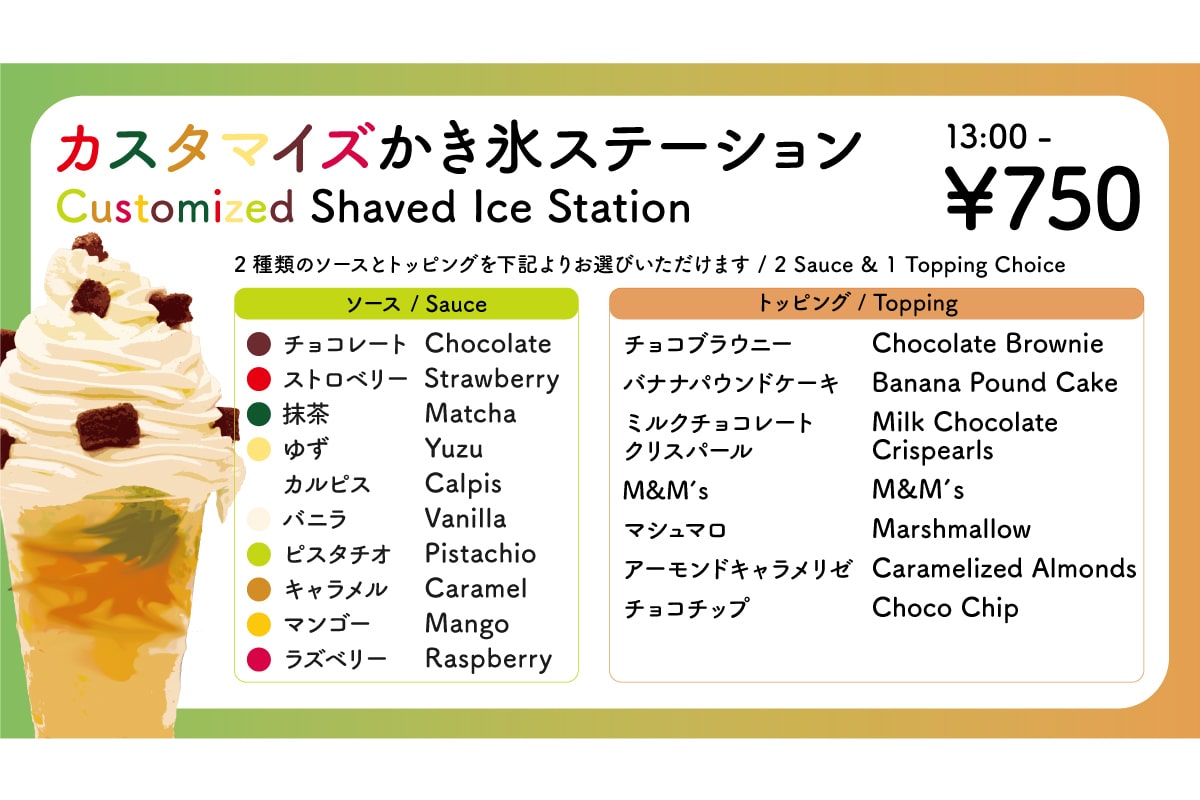 カスタマイズかき氷ステーション
Customized Shaved Ice Station
13:00 -
¥750
2 種類のソースとトッピングを下記よりお選びいただけます / 2 Sauce & 1 Topping Choice
ソース / Sauce
チョコレート Chocolate
ストロベリー Strawberry
抹茶 Matcha
ゆず Yuzu
カルピス Calpis
バニラ Vanilla
ピスタチオ Pistachio
キャラメル Caramel
マンゴー Mango
ラズベリー Raspberry
トッピング / Topping
チョコブラウニー Chocolate Brownie
バナナパウンドケーキ Banana Pound Cake
ミルクチョコレート Milk Chocolate
クリスパール Crispearls
M&M′s M&M′s
マシュマロ Marshmallow
アーモンドキャラメリゼ Caramelized Almonds
チョコチップ Choco Chip